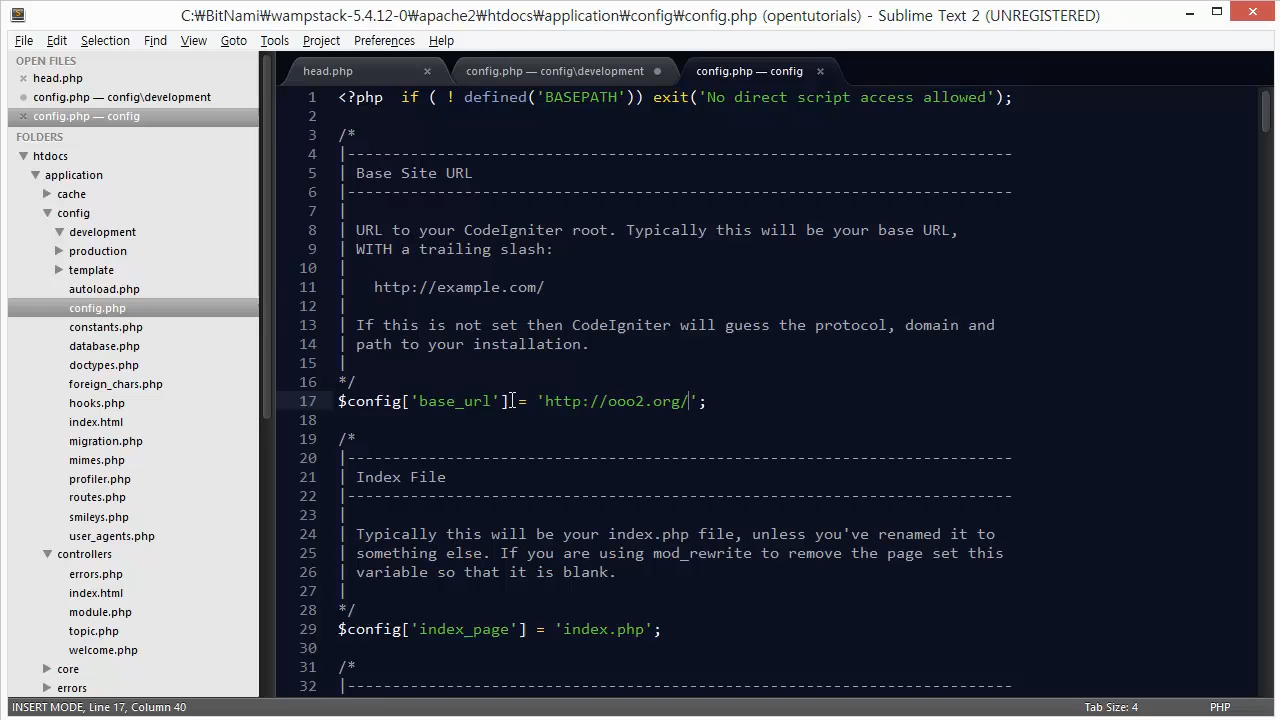 C:₩BitNami₩wampstack-5.4.12-0₩apache2₩htdocs₩application₩config₩config.php (opentutorials) - Sublime Text 2 (UNREGISTERED)
File Edit Selection Find View Goto Tools Project Preferences Help
OPEN FILES
head.php
config.php — config\development
config.php — config
FOLDERS
htdocs
application
cache
config
development
production
template
autoload.php
config.php
constants.php
database.php
doctypes.php
foreign_chars.php
hooks.php
index.html
migration.php
mimes.php
profiler.php
routes.php
smileys.php
user_agents.php
controllers
errors.php
index.html
module.php
topic.php
welcome.php
core
errors
head.php config.php — config\development config.php — config
1 <?php  if ( ! defined('BASEPATH')) exit('No direct script access allowed');
2
3 /*
4 |--------------------------------------------------------------------------
5 | Base Site URL
6 |--------------------------------------------------------------------------
7 |
8 | URL to your CodeIgniter root. Typically this will be your base URL,
9 | WITH a trailing slash:
10 |
11 |   http://example.com/
12 |
13 | If this is not set then CodeIgniter will guess the protocol, domain and
14 | path to your installation.
15 |
16 */
17 $config['base_url'] = 'http://ooo2.org/';
18
19 /*
20 |--------------------------------------------------------------------------
21 | Index File
22 |--------------------------------------------------------------------------
23 |
24 | Typically this will be your index.php file, unless you've renamed it to
25 | something else. If you are using mod_rewrite to remove the page set this
26 | variable so that it is blank.
27 |
28 */
29 $config['index_page'] = 'index.php';
30
31 /*
32 |--------------------------------------------------------------------------
INSERT MODE, Line 17, Column 40 Tab Size: 4 PHP